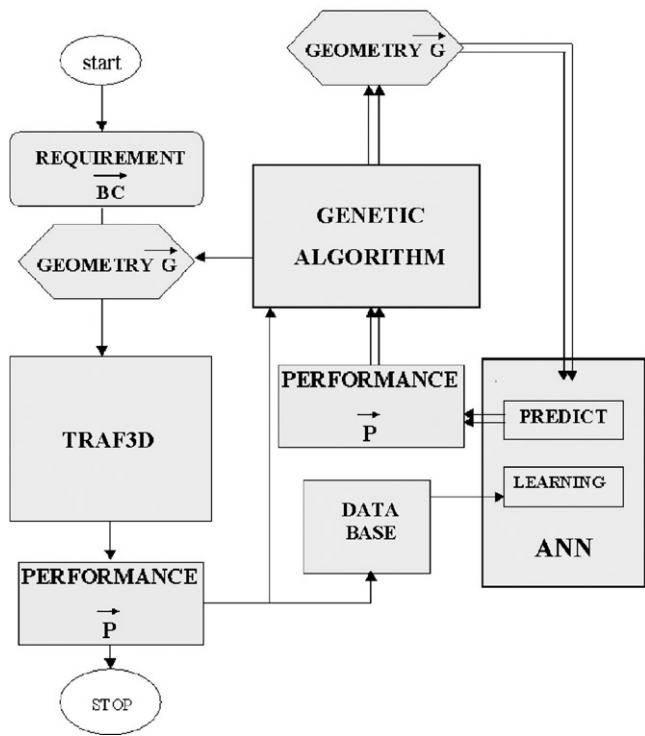 start
REQUIREMENT
BC
GEOMETRY G
TRAF3D
PERFORMANCE
P
STOP
GEOMETRY G
GENETIC
ALGORITHM
PERFORMANCE
P
DATA
BASE
PREDICT
LEARNING
ANN